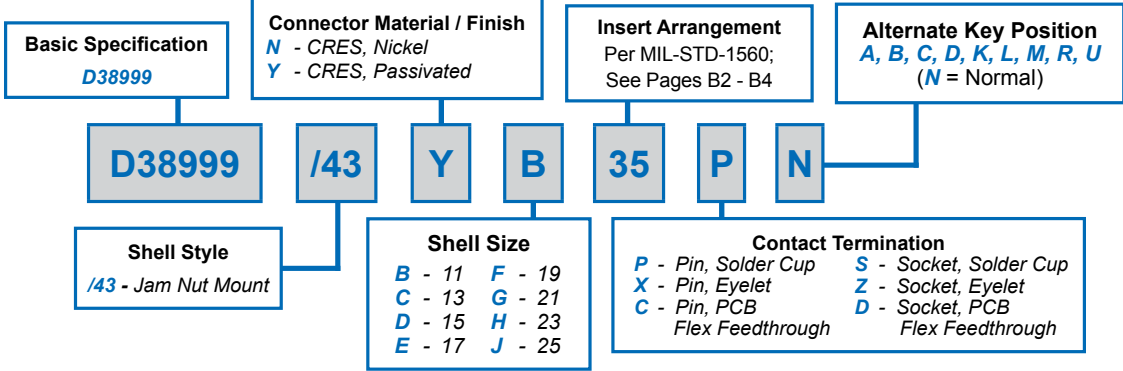 Basic Specification
D38999
Connector Material / Finish
N - CRES, Nickel
Y - CRES, Passivated
Insert Arrangement
Per MIL-STD-1560;
See Pages B2 - B4
Alternate Key Position
A, B, C, D, K, L, M, R, U
(N = Normal)
D38999 /43 Y B 35 P N
Shell Style
/43 - Jam Nut Mount
Shell Size
B - 11 F - 19
C - 13 G - 21
D - 15 H - 23
E - 17 J - 25
Contact Termination
P - Pin, Solder Cup S - Socket, Solder Cup
X - Pin, Eyelet Z - Socket, Eyelet
C - Pin, PCB D - Socket, PCB
Flex Feedthrough Flex Feedthrough